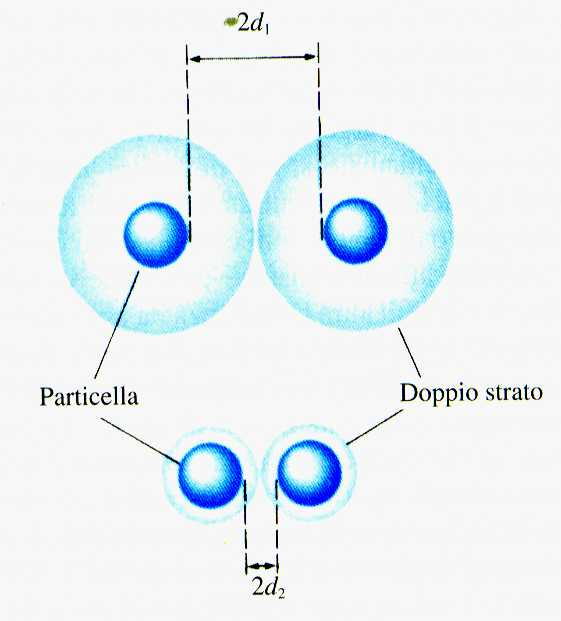 2d₁
Particella
Doppio strato
2d₂